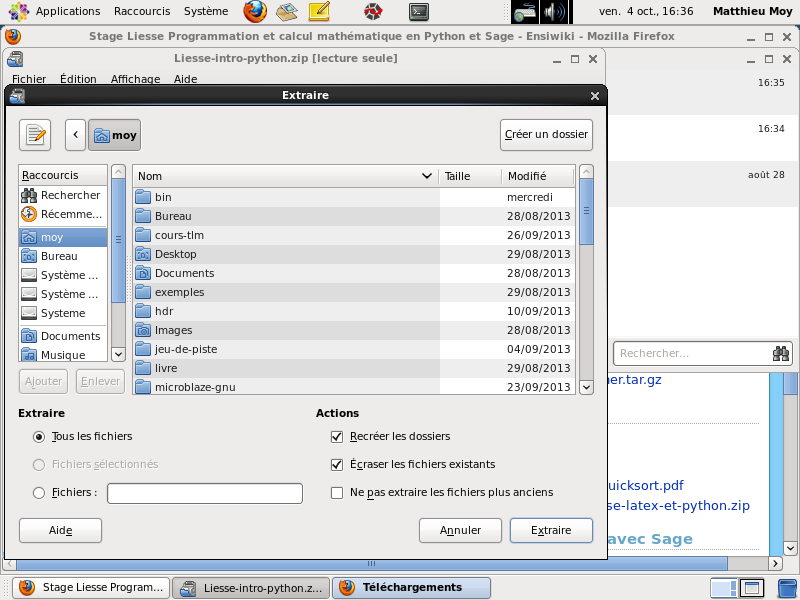 Applications Raccourcis Système ven. 4 oct., 16:36 Matthieu Moy
Stage Liesse Programmation et calcul mathématique en Python et Sage - Ensiwiki - Mozilla Firefox
Liesse-intro-python.zip [lecture seule]
Fichier Édition Affichage Aide
16:35
Extraire
16:34
moy
Créer un dossier
août 28
Raccourcis
Rechercher
Récemme...
moy
Bureau
Système ...
Système ...
Systeme
Documents
Musique
Nom Taille Modifié
bin mercredi
Bureau 28/08/2013
cours-tlm 26/09/2013
Desktop 29/08/2013
Documents 28/08/2013
exemples 29/08/2013
hdr 10/09/2013
Images 28/08/2013
jeu-de-piste 04/09/2013
livre 29/08/2013
microblaze-gnu 23/09/2013
Rechercher...
Ajouter Enlever
er.tar.gz
Extraire
Tous les fichiers
Fichiers sélectionnés
Fichiers :
Actions
Recréer les dossiers
Écraser les fichiers existants
Ne pas extraire les fichiers plus anciens
uicksort.pdf
se-latex-et-python.zip
avec Sage
Aide Annuler Extraire
Stage Liesse Program... Liesse-intro-python.z... Téléchargements